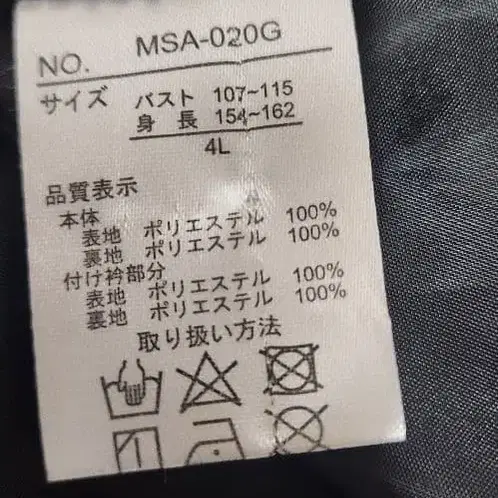 NO. MSA-020G
サイズ バスト 107~115
身長 154~162
4L
品質表示
本体
表地 ポリエステル 100%
裏地 ポリエステル 100%
付け衿部分
表地 ポリエステル 100%
裏地 ポリエステル 100%
取り扱い方法